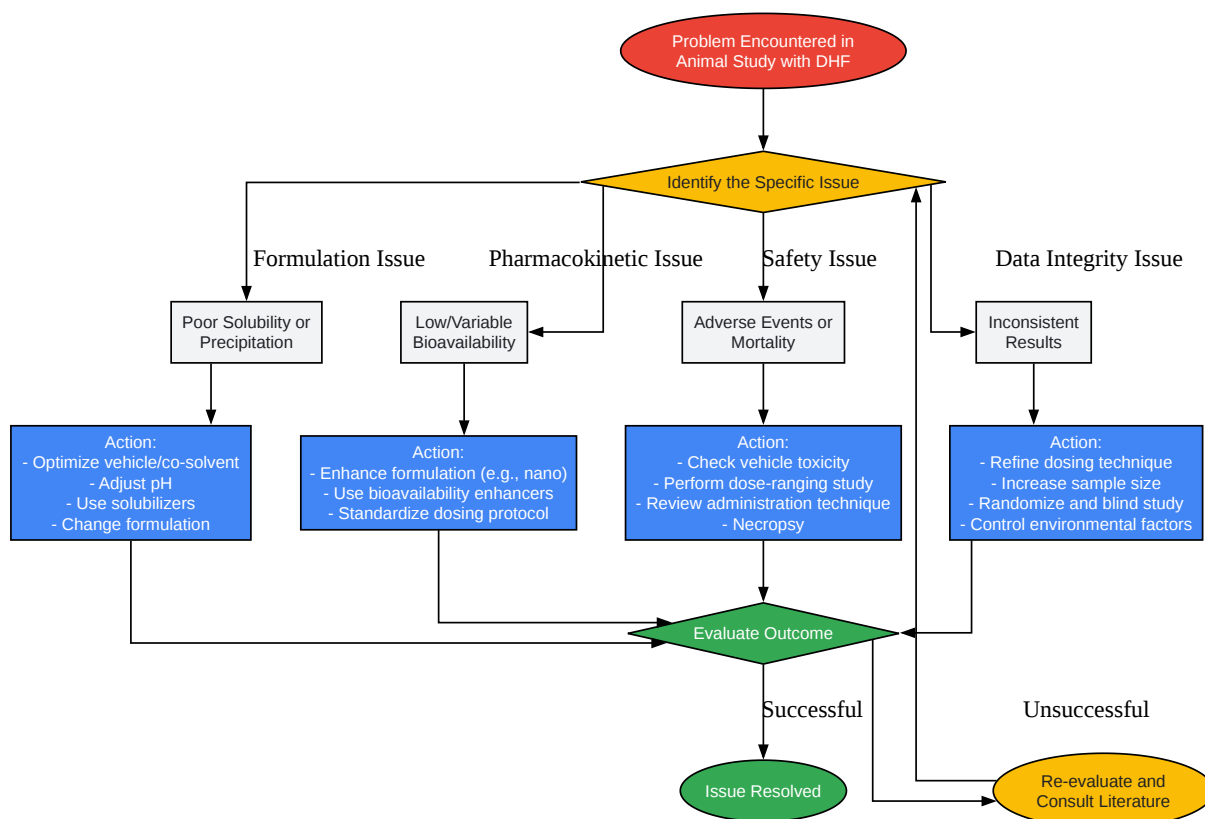 Problem Encountered in
Animal Study with DHF
Identify the Specific Issue
Formulation Issue
Pharmacokinetic Issue
Safety Issue
Data Integrity Issue
Poor Solubility or
Precipitation
Low/Variable
Bioavailability
Adverse Events or
Mortality
Inconsistent
Results
Action:
- Optimize vehicle/co-solvent
- Adjust pH
- Use solubilizers
- Change formulation
Action:
- Enhance formulation (e.g., nano)
- Use bioavailability enhancers
- Standardize dosing protocol
Action:
- Check vehicle toxicity
- Perform dose-ranging study
- Review administration technique
- Necropsy
Action:
- Refine dosing technique
- Increase sample size
- Randomize and blind study
- Control environmental factors
Evaluate Outcome
Successful
Unsuccessful
Issue Resolved
Re-evaluate and
Consult Literature